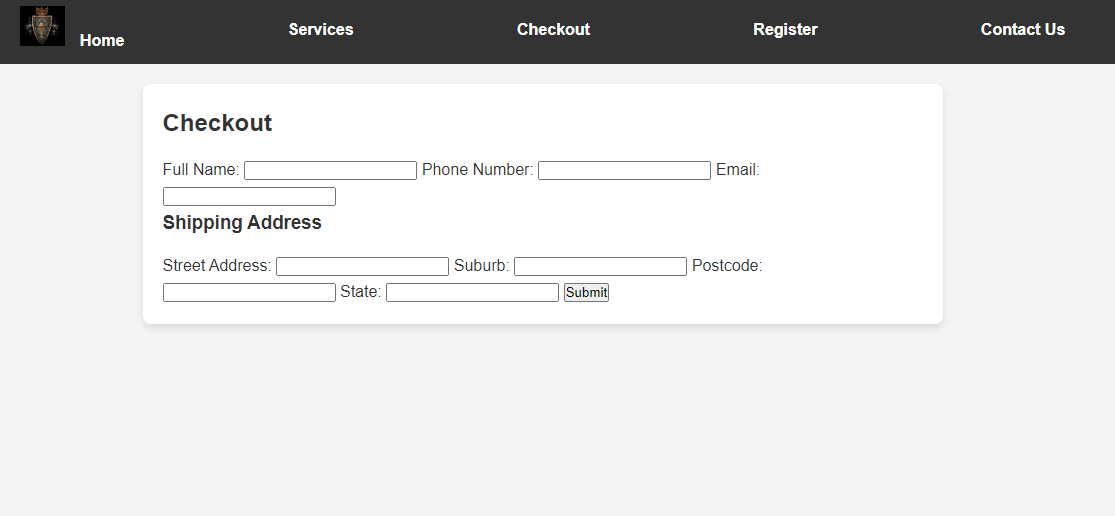 Home Services Checkout Register Contact Us
Checkout
Full Name: Phone Number: Email:
Shipping Address
Street Address: Suburb: Postcode:
State: Submit